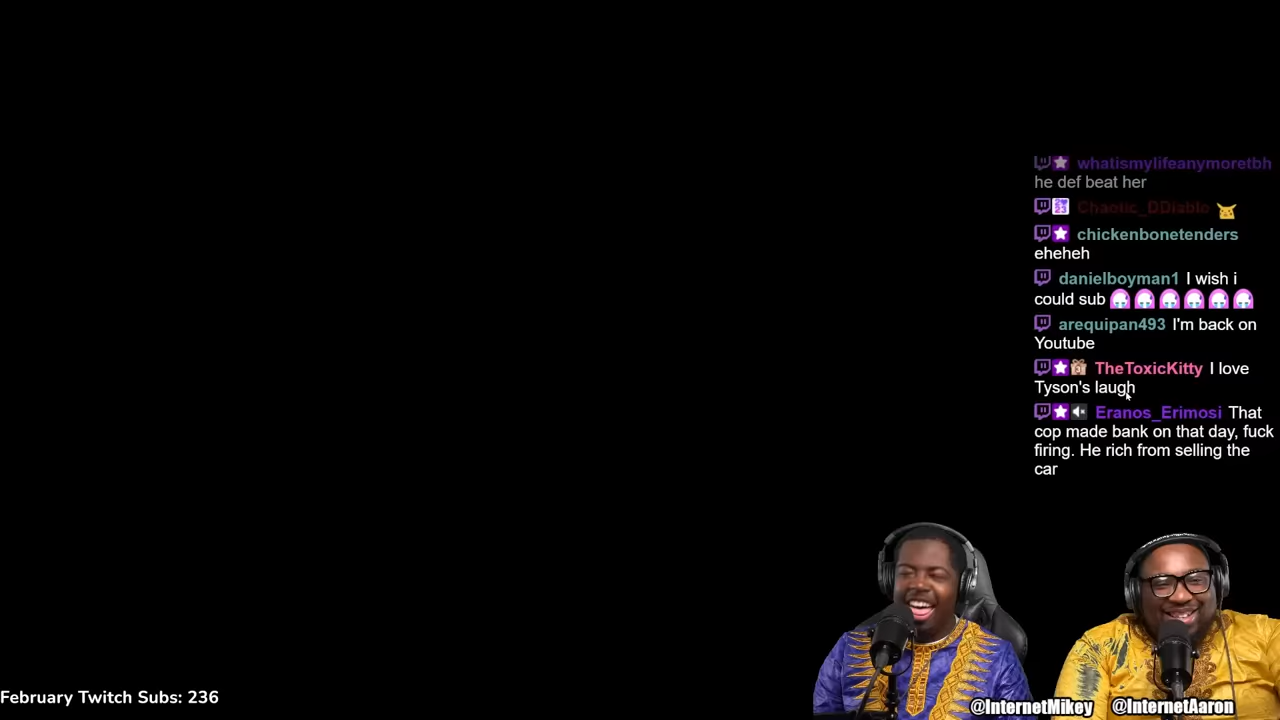 whatismylifeanymoretbh
he def beat her
Chaotic_DDiablo
chickenbonetenders
eheheh
danielboyman1 I wish i
could sub
arequipan493 I'm back on
Youtube
TheToxicKitty I love
Tyson's laugh
Eranos_Erimosi That
cop made bank on that day, fuck
firing. He rich from selling the
car
February Twitch Subs: 236
@InternetMikey
@InternetAaron